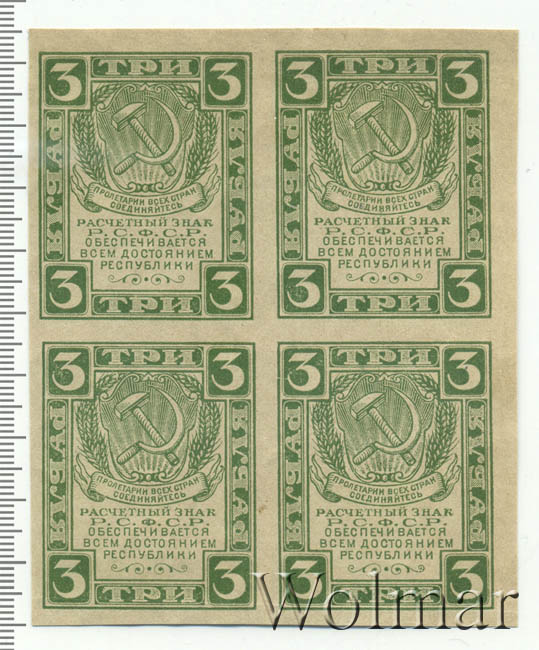 3 ТРИ 3
РУБЛЯ
РУБЛЯ
ПРОЛЕТАРИИ ВСЕХ СТРАН
СОЕДИНЯЙТЕСЬ
РАСЧЕТНЫЙ ЗНАК
Р.С.Ф.С.Р.
ОБЕСПЕЧИВАЕТСЯ
ВСЕМ ДОСТОЯНИЕМ
РЕСПУБЛИКИ
3 ТРИ 3
3 ТРИ 3
РУБЛЯ
РУБЛЯ
ПРОЛЕТАРИИ ВСЕХ СТРАН
СОЕДИНЯЙТЕСЬ
РАСЧЕТНЫЙ ЗНАК
Р.С.Ф.С.Р.
ОБЕСПЕЧИВАЕТСЯ
ВСЕМ ДОСТОЯНИЕМ
РЕСПУБЛИКИ
3 ТРИ 3
3 ТРИ 3
РУБЛЯ
РУБЛЯ
ПРОЛЕТАРИИ ВСЕХ СТРАН
СОЕДИНЯЙТЕСЬ
РАСЧЕТНЫЙ ЗНАК
Р.С.Ф.С.Р.
ОБЕСПЕЧИВАЕТСЯ
ВСЕМ ДОСТОЯНИЕМ
РЕСПУБЛИКИ
3 ТРИ 3
3 ТРИ 3
РУБЛЯ
РУБЛЯ
ПРОЛЕТАРИИ ВСЕХ СТРАН
СОЕДИНЯЙТЕСЬ
РАСЧЕТНЫЙ ЗНАК
Р.С.Ф.С.Р.
ОБЕСПЕЧИВАЕТСЯ
ВСЕМ ДОСТОЯНИЕМ
РЕСПУБЛИКИ
3 ТРИ 3
Wolmar